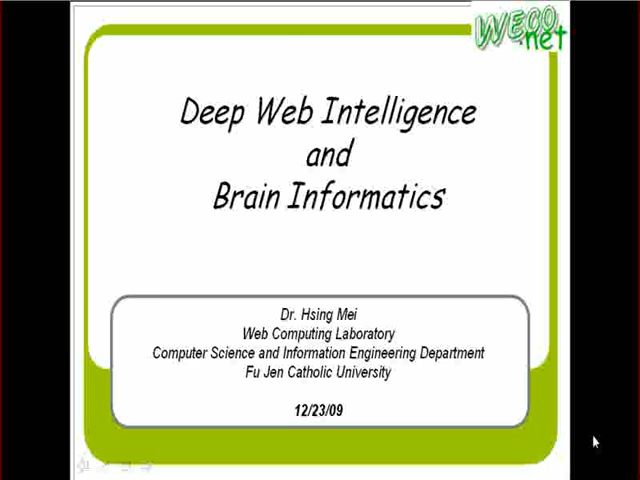 WECO
.net
Deep Web Intelligence
and
Brain Informatics
Dr. Hsing Mei
Web Computing Laboratory
Computer Science and Information Engineering Department
Fu Jen Catholic University
12/23/09